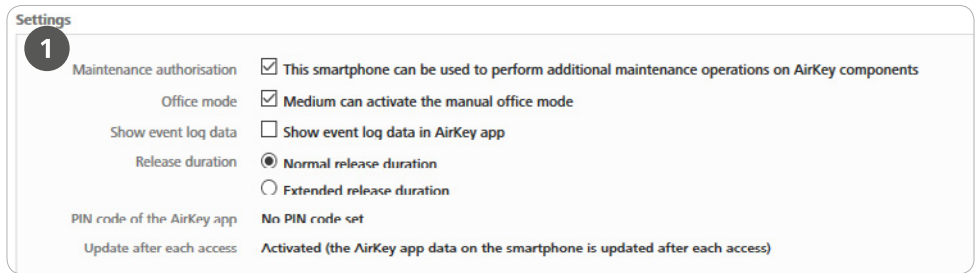 Settings
1
Maintenance authorisation This smartphone can be used to perform additional maintenance operations on AirKey components
Office mode Medium can activate the manual office mode
Show event log data Show event log data in AirKey app
Release duration Normal release duration
Extended release duration
PIN code of the AirKey app No PIN code set
Update after each access Activated (the AirKey app data on the smartphone is updated after each access)